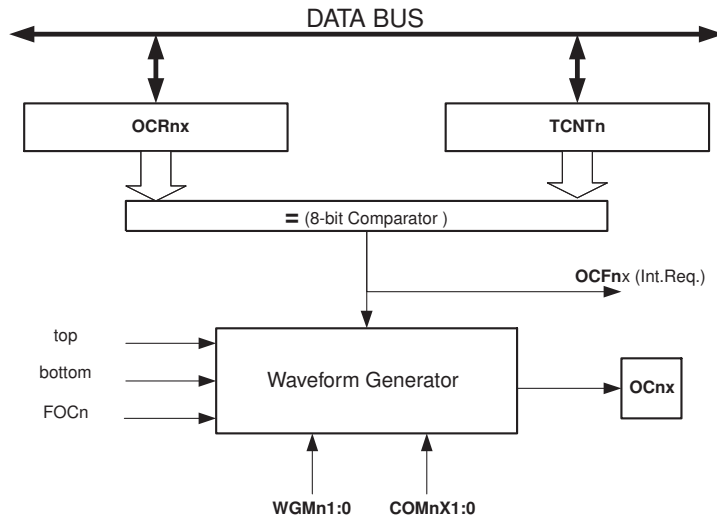 DATA BUS
OCRnx
TCNTn
= (8-bit Comparator )
OCFnx (Int.Req.)
top
bottom
FOCn
Waveform Generator
OCnx
WGMn1:0
COMnX1:0